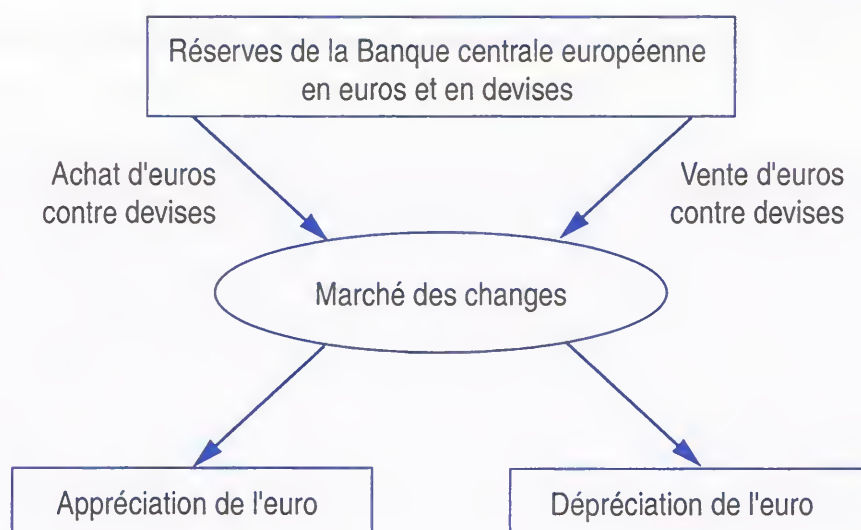 Réserves de la Banque centrale européenne
en euros et en devises
Achat d'euros
contre devises
Vente d'euros
contre devises
Marché des changes
Appréciation de l'euro
Dépréciation de l'euro